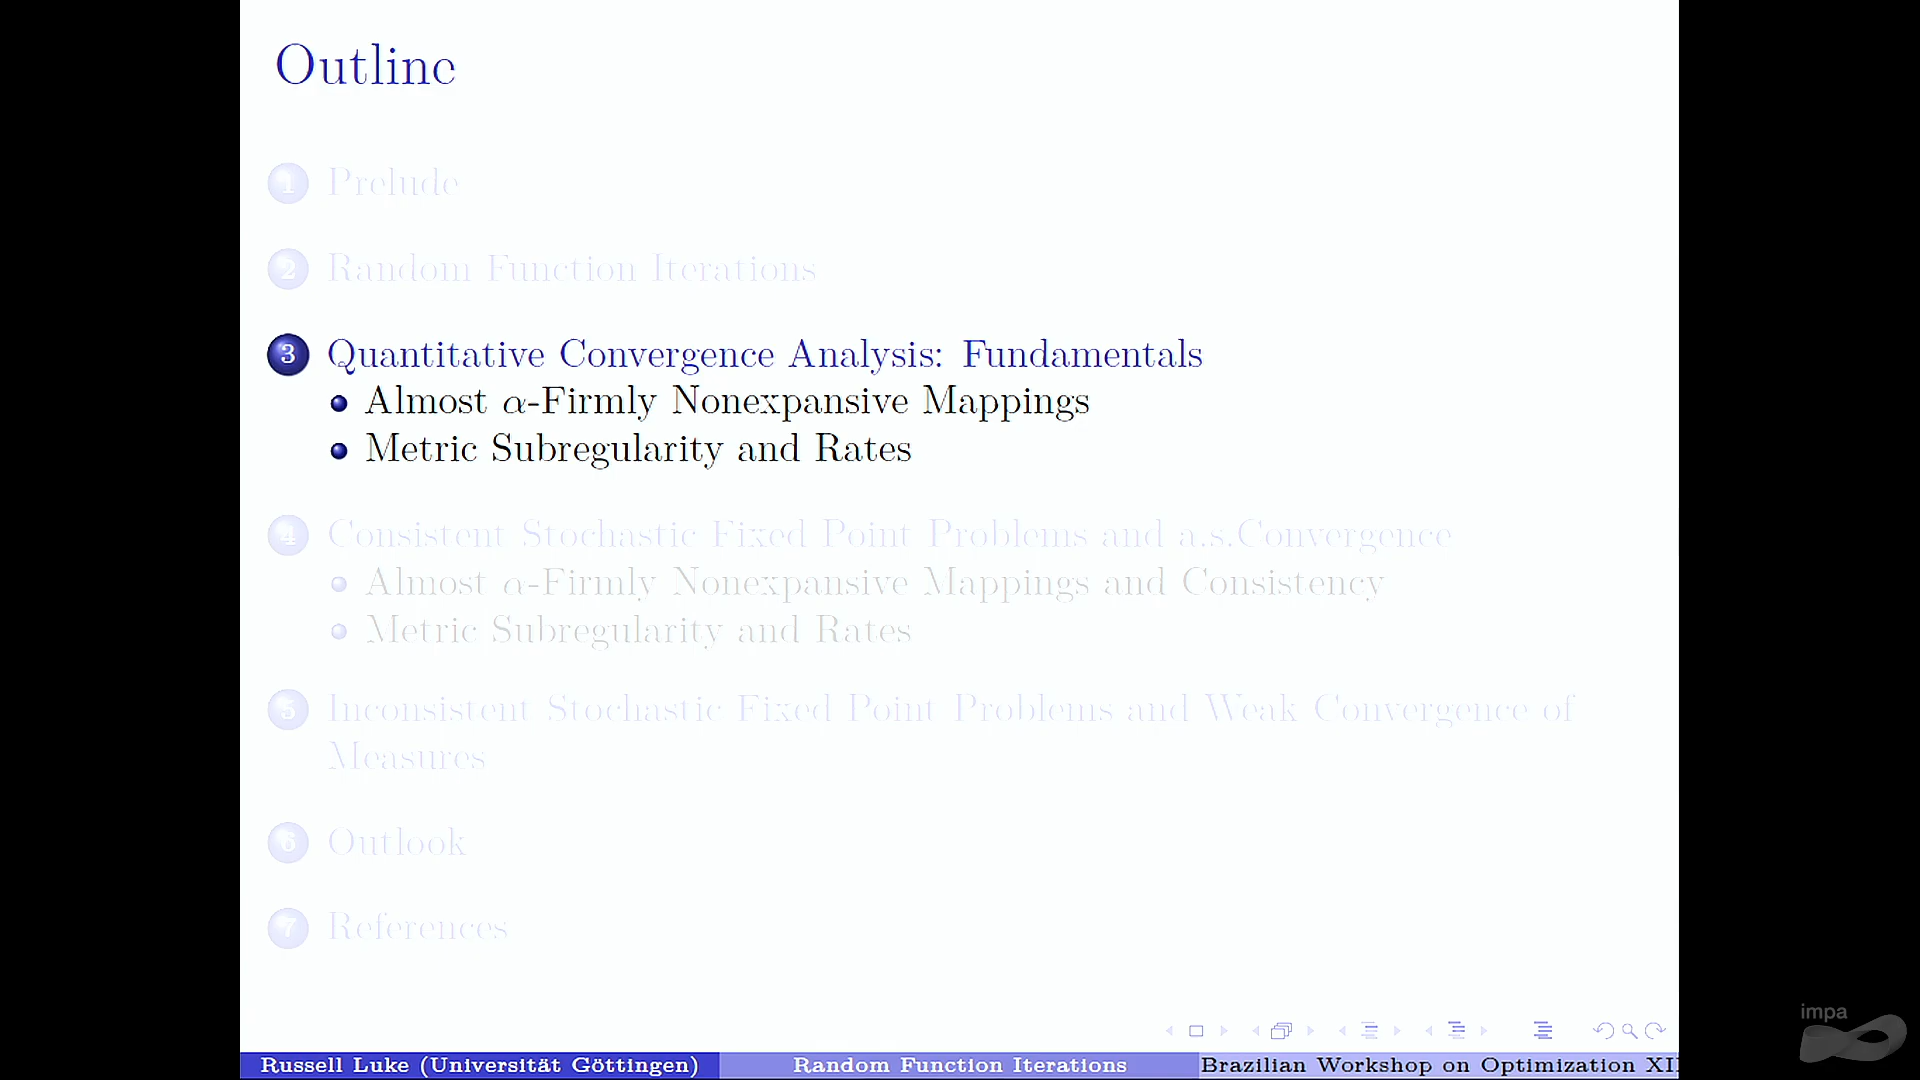 Outline
1 Prelude
2 Random Function Iterations
3 Quantitative Convergence Analysis: Fundamentals
Almost α-Firmly Nonexpansive Mappings
Metric Subregularity and Rates
4 Consistent Stochastic Fixed Point Problems and a.s.Convergence
Almost α-Firmly Nonexpansive Mappings and Consistency
Metric Subregularity and Rates
5 Inconsistent Stochastic Fixed Point Problems and Weak Convergence of
Measures
6 Outlook
7 References
impa
Russell Luke (Universität Göttingen) Random Function Iterations Brazilian Workshop on Optimization XI